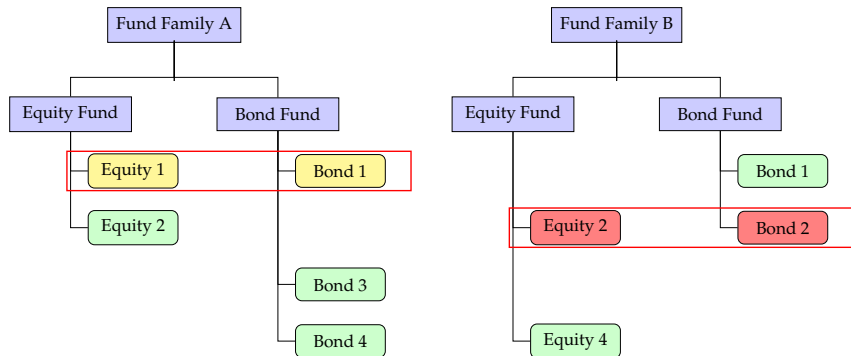 Fund Family A
Fund Family B
Equity Fund
Bond Fund
Equity Fund
Bond Fund
Equity 1
Bond 1
Bond 1
Equity 2
Equity 2
Bond 2
Bond 3
Bond 4
Equity 4